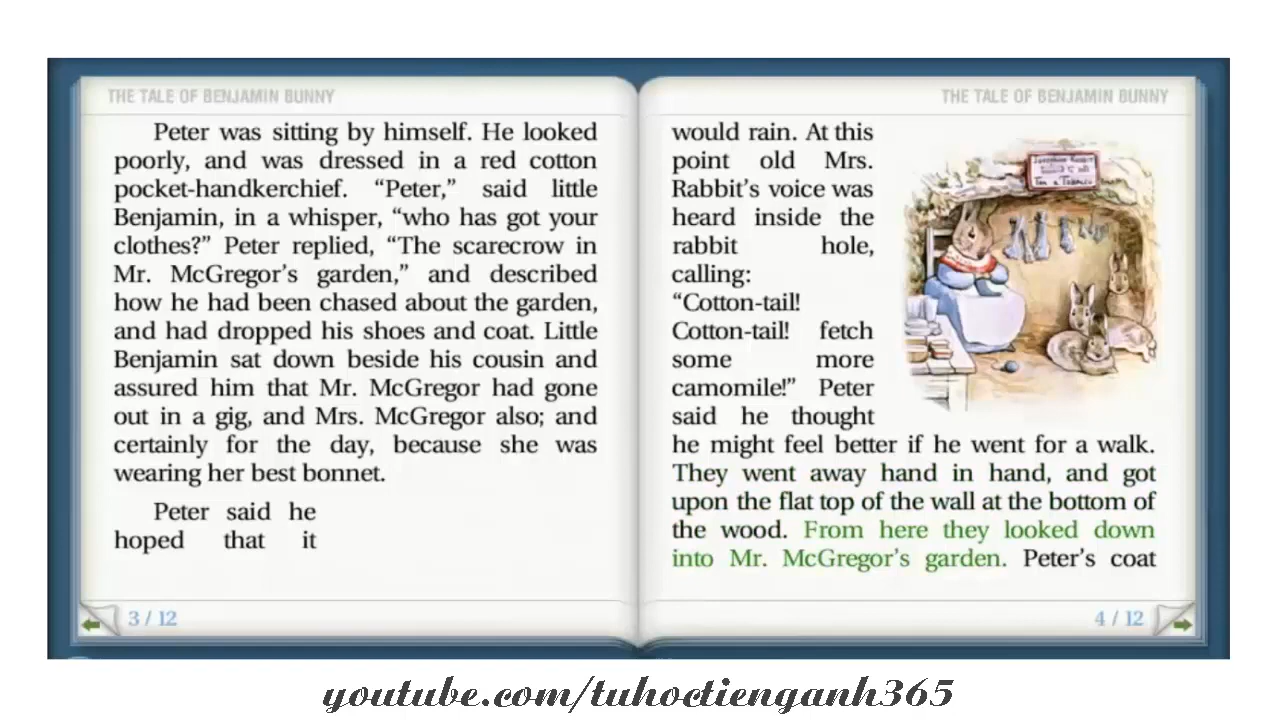 THE TALE OF BENJAMIN BUNNY
Peter was sitting by himself. He looked
poorly, and was dressed in a red cotton
pocket-handkerchief. “Peter,” said little
Benjamin, in a whisper, “who has got your
clothes?” Peter replied, “The scarecrow in
Mr. McGregor’s garden,” and described
how he had been chased about the garden,
and had dropped his shoes and coat. Little
Benjamin sat down beside his cousin and
assured him that Mr. McGregor had gone
out in a gig, and Mrs. McGregor also; and
certainly for the day, because she was
wearing her best bonnet.
Peter said he
hoped that it
3 / 12
THE TALE OF BENJAMIN BUNNY
would rain. At this
point old Mrs.
Rabbit’s voice was
heard inside the
rabbit hole,
calling:
“Cotton-tail!
Cotton-tail! fetch
some more
camomile!” Peter
said he thought
he might feel better if he went for a walk.
They went away hand in hand, and got
upon the flat top of the wall at the bottom of
the wood. From here they looked down
into Mr. McGregor’s garden. Peter’s coat
4 / 12
youtube.com/tuhoctienganh365